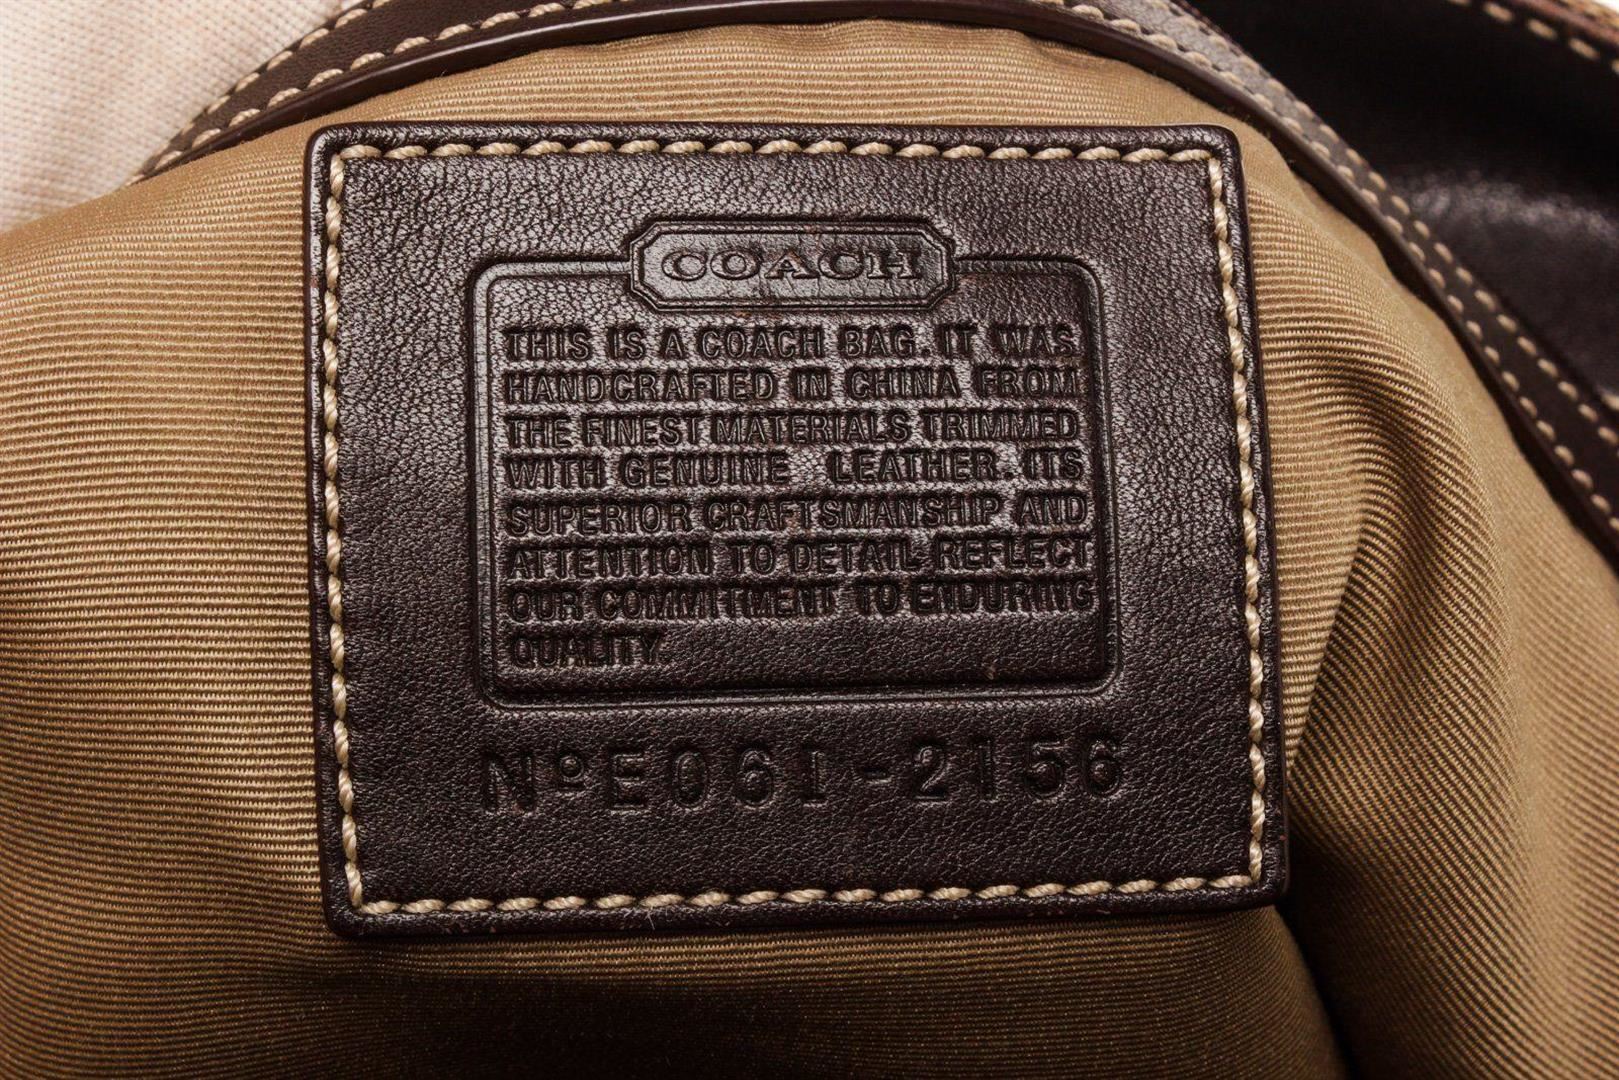 COACH
THIS IS A COACH BAG. IT WAS
HANDCRAFTED IN CHINA FROM
THE FINEST MATERIALS TRIMMED
WITH GENUINE LEATHER. ITS
SUPERIOR CRAFTSMANSHIP AND
ATTENTION TO DETAIL REFLECT
OUR COMMITMENT TO ENDURING
QUALITY.
Nº E061-2156